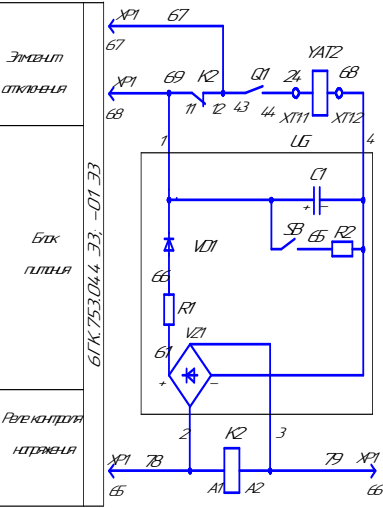 XP1 67
67
Элемент
отключения
XP1 69 K2 Q1 24 YAT2 68
68 11 12 43 44 XT11 XT12
1 UG 4
C1
+ −
Блок
питания
6ГК.753.044 ЭЗ; -01 ЭЗ
VD1 SB 65 R2
66
R1
VZ1
61
+ −
2 3
Реле контроля
напряжения
XP1 78 K2 79 XP1
65 A1 A2 66